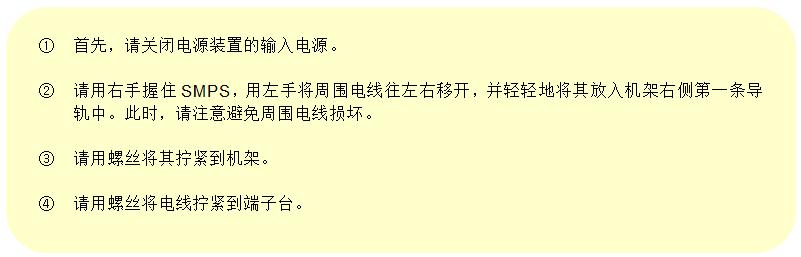 ① 首先，请关闭电源装置的输入电源。
② 请用右手握住 SMPS，用左手将周围电线往左右移开，并轻轻地将其放入机架右侧第一条导
轨中。此时，请注意避免周围电线损坏。
③ 请用螺丝将其拧紧到机架。
④ 请用螺丝将电线拧紧到端子台。